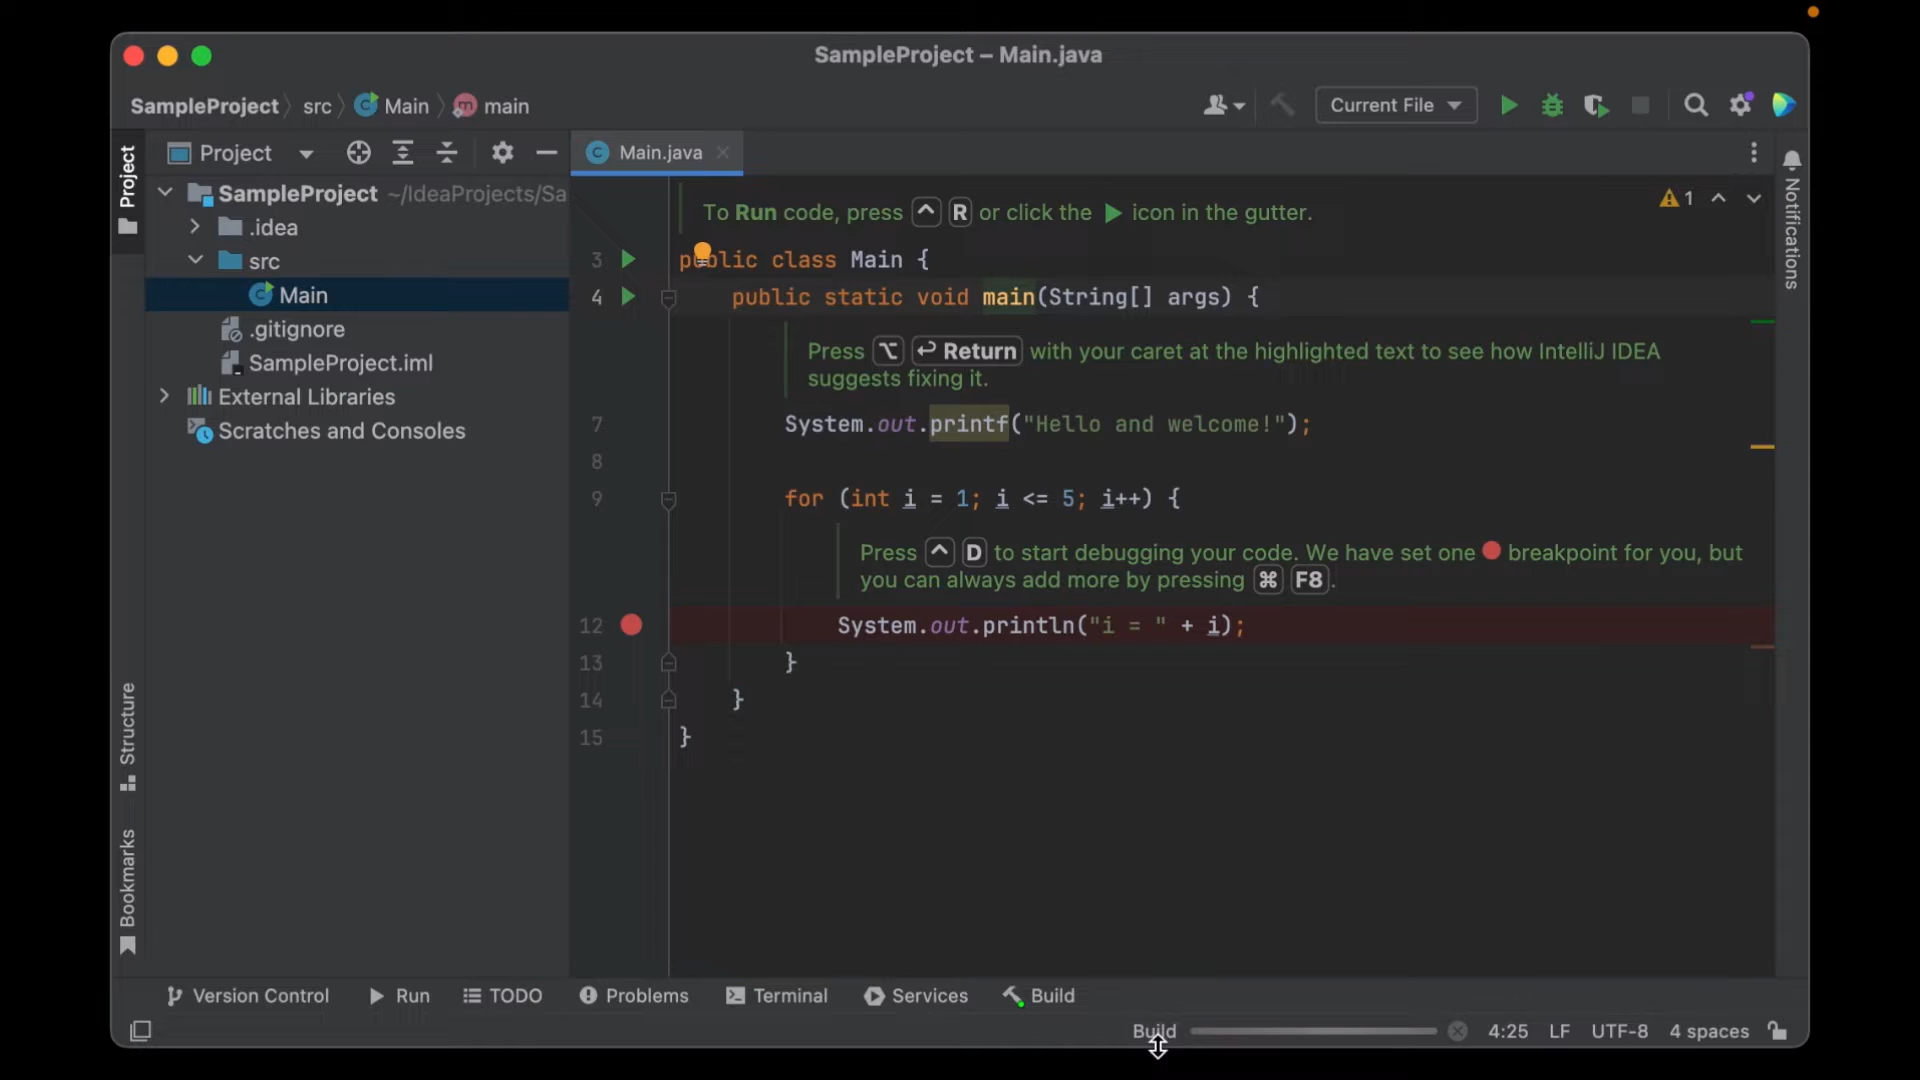 SampleProject – Main.java
SampleProject src Main main
Current File
Project
Project
Main.java
SampleProject ~/IdeaProjects/Sa
.idea
src
Main
.gitignore
SampleProject.iml
External Libraries
Scratches and Consoles
Structure
Bookmarks
Notifications
1
To Run code, press ^ R or click the ▶ icon in the gutter.
3 public class Main {
4 public static void main(String[] args) {
Press ⌥ ↩ Return with your caret at the highlighted text to see how IntelliJ IDEA
suggests fixing it.
7 System.out.printf("Hello and welcome!");
8
9 for (int i = 1; i <= 5; i++) {
Press ^ D to start debugging your code. We have set one breakpoint for you, but
you can always add more by pressing ⌘ F8.
12 System.out.println("i = " + i);
13 }
14 }
15 }
Version Control Run TODO Problems Terminal Services Build
Build 4:25 LF UTF-8 4 spaces